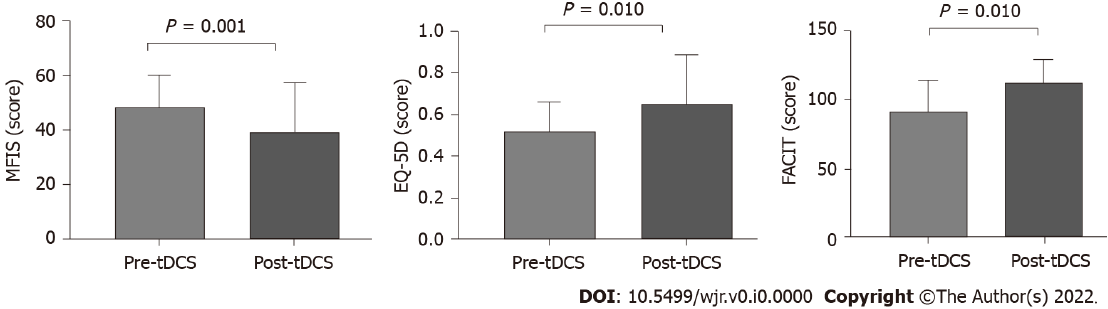 P = 0.001
80
60
40
20
0
MFIS (score)
Pre-tDCS Post-tDCS
P = 0.010
1.0
0.8
0.6
0.4
0.2
0.0
EQ-5D (score)
Pre-tDCS Post-tDCS
P = 0.010
150
100
50
0
FACIT (score)
Pre-tDCS Post-tDCS
DOI: 10.5499/wjr.v0.i0.0000 Copyright ©The Author(s) 2022.